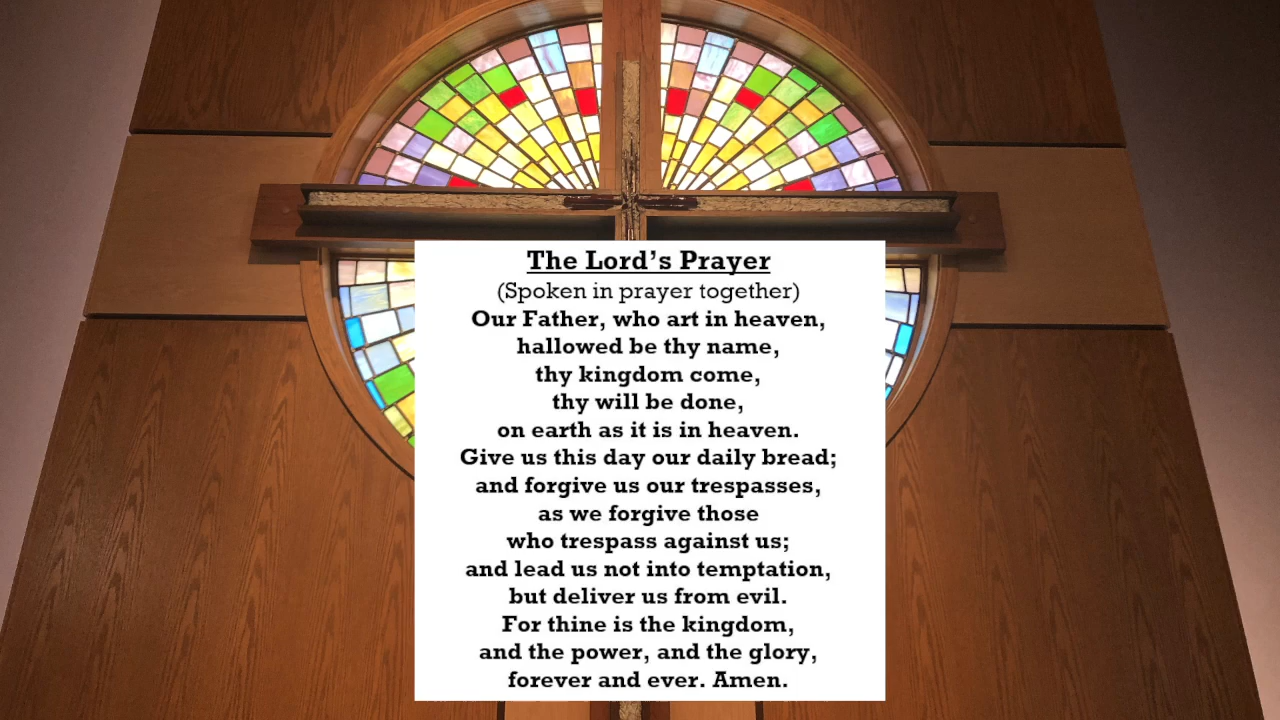 The Lord's Prayer
(Spoken in prayer together)
Our Father, who art in heaven,
hallowed be thy name,
thy kingdom come,
thy will be done,
on earth as it is in heaven.
Give us this day our daily bread;
and forgive us our trespasses,
as we forgive those
who trespass against us;
and lead us not into temptation,
but deliver us from evil.
For thine is the kingdom,
and the power, and the glory,
forever and ever. Amen.